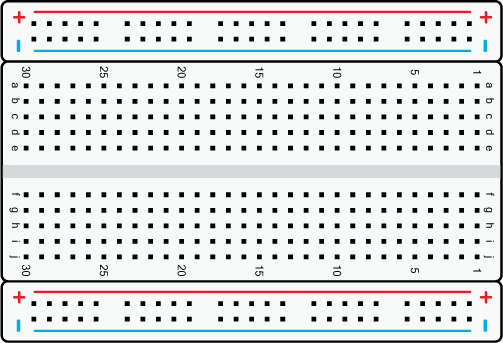 + +
- -
30 25 20 15 10 5 1
a a
b b
c c
d d
e e
f f
g g
h h
i i
j j
30 25 20 15 10 5 1
+ +
- -